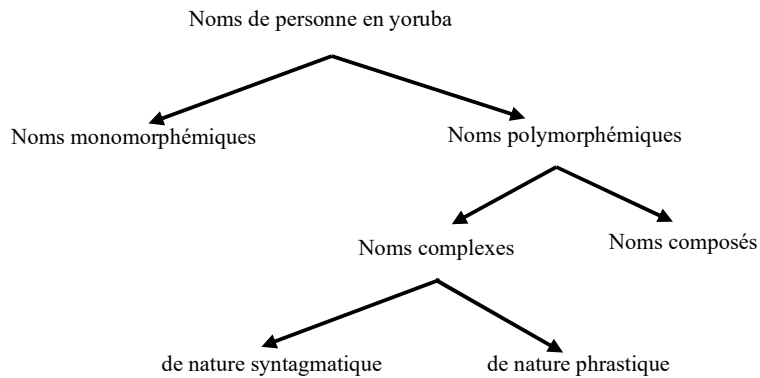 Noms de personne en yoruba
Noms monomorphémiques
Noms polymorphémiques
Noms complexes
Noms composés
de nature syntagmatique
de nature phrastique